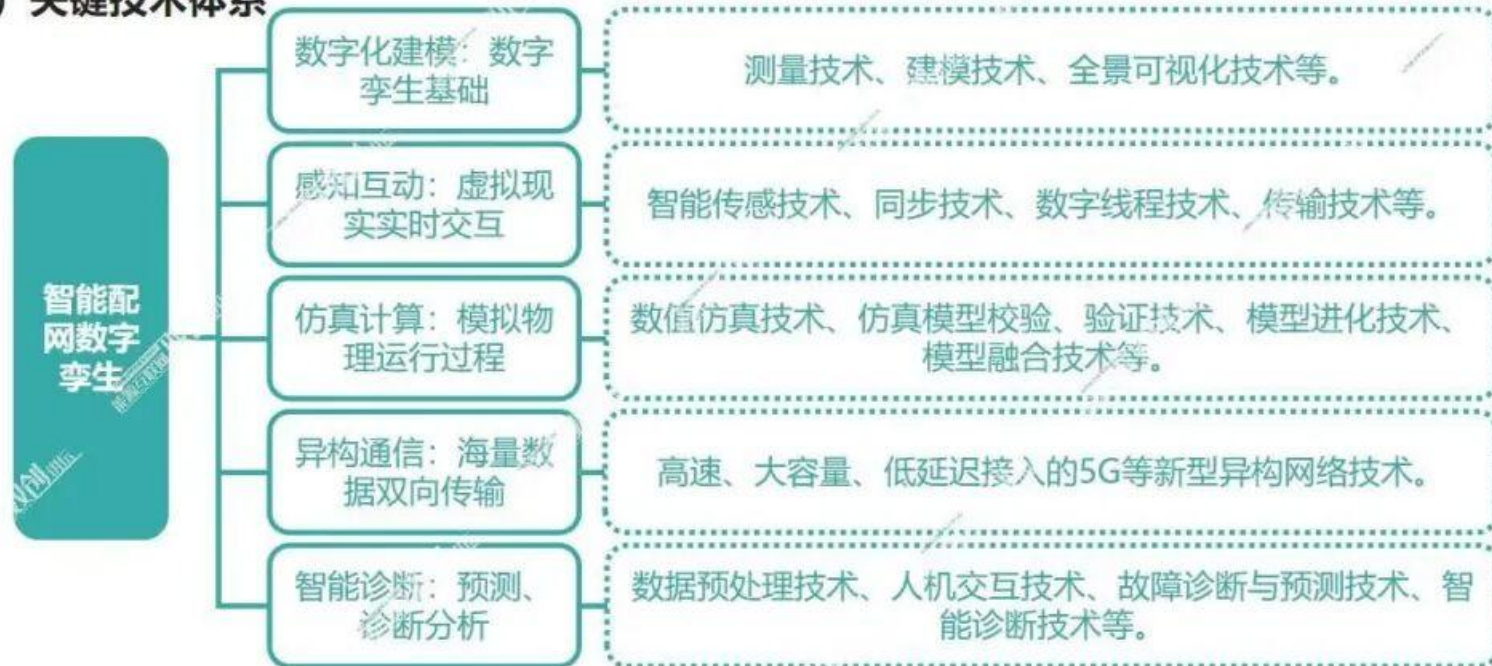 ）关键技术体系
数字化建模：数字
孪生基础
测量技术、建模技术、全景可视化技术等。
感知互动：虚拟现
实实时交互
智能传感技术、同步技术、数字线程技术、传输技术等。
智能配
网数字
孪生
仿真计算：模拟物
理运行过程
数值仿真技术、仿真模型校验、验证技术、模型进化技术、
模型融合技术等。
异构通信：海量数
据双向传输
高速、大容量、低延迟接入的5G等新型异构网络技术。
智能诊断：预测、
诊断分析
数据预处理技术、人机交互技术、故障诊断与预测技术、智
能诊断技术等。